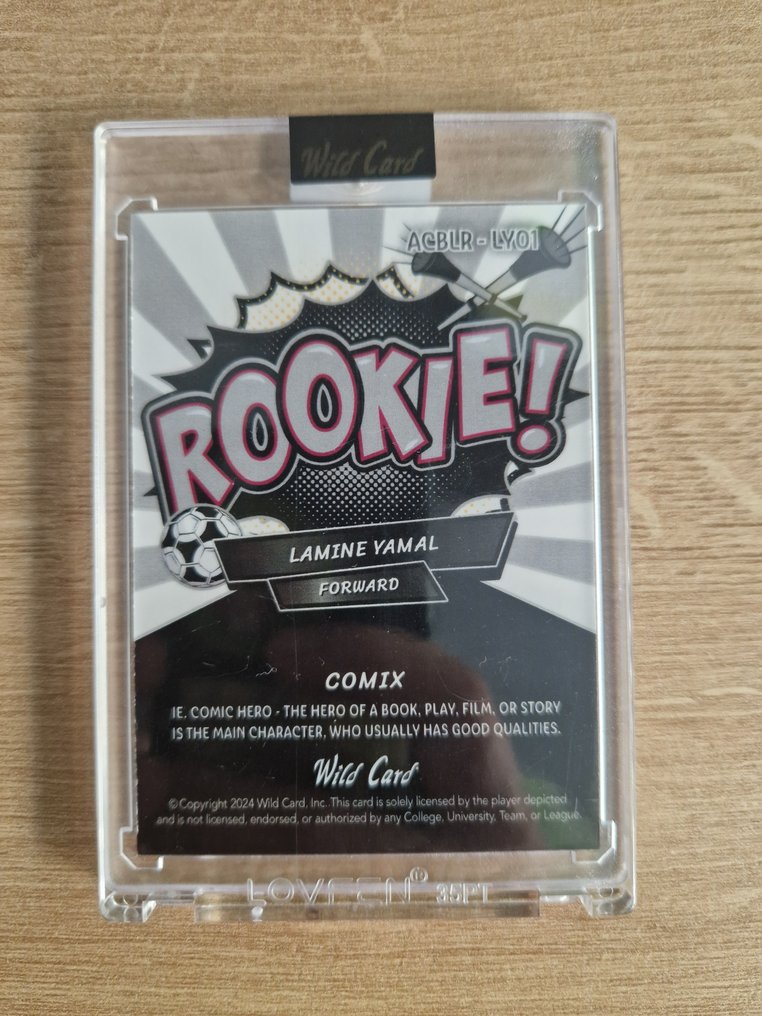 Wild Card
ACBLR - LY01
ROOKIE!
LAMINE YAMAL
FORWARD
COMIX
IE. COMIC HERO - THE HERO OF A BOOK, PLAY, FILM, OR STORY
IS THE MAIN CHARACTER, WHO USUALLY HAS GOOD QUALITIES.
Wild Card
© Copyright 2024 Wild Card, Inc. This card is solely licensed by the player depicted
and is not licensed, endorsed, or authorized by any College, University, Team, or League.
35PT